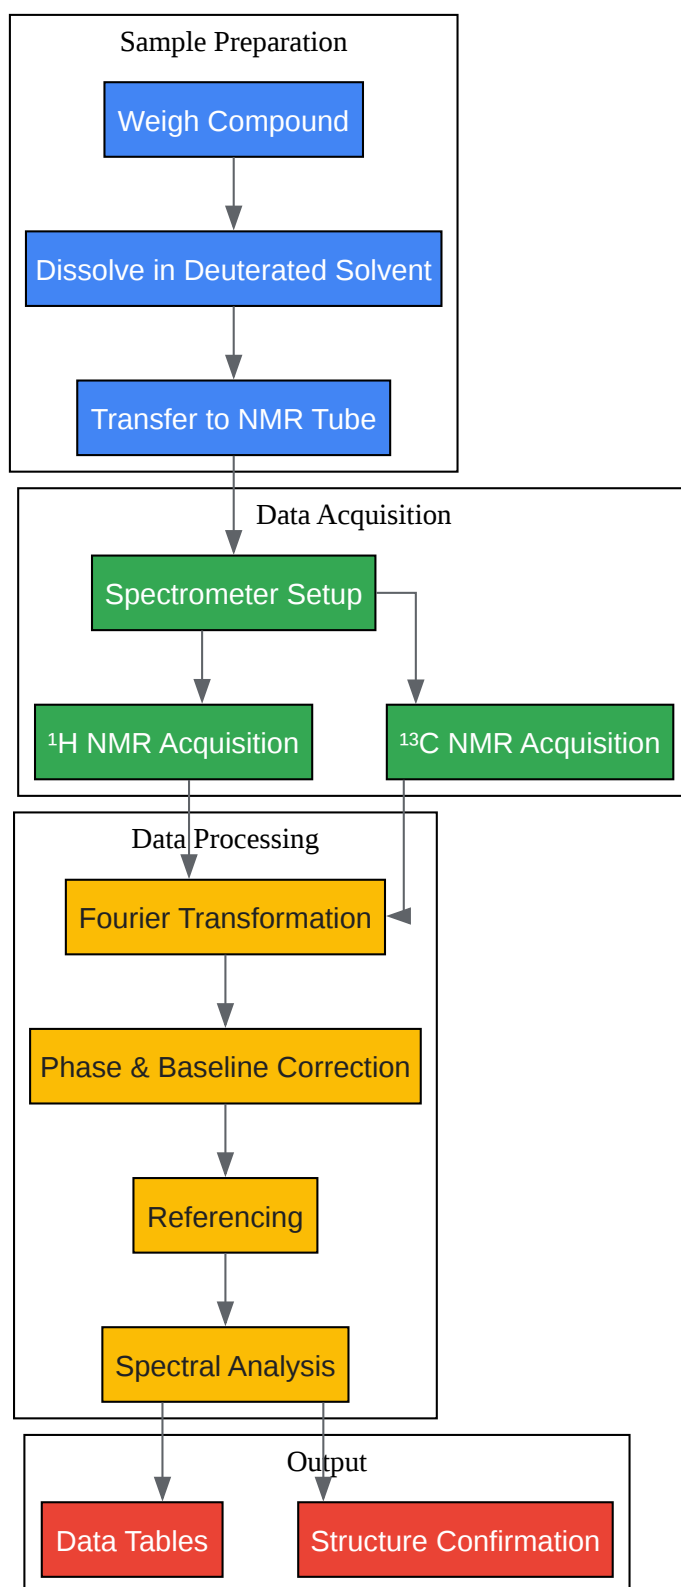 Sample Preparation
Weigh Compound
Dissolve in Deuterated Solvent
Transfer to NMR Tube
Data Acquisition
Spectrometer Setup
¹H NMR Acquisition
¹³C NMR Acquisition
Data Processing
Fourier Transformation
Phase & Baseline Correction
Referencing
Spectral Analysis
Output
Data Tables
Structure Confirmation